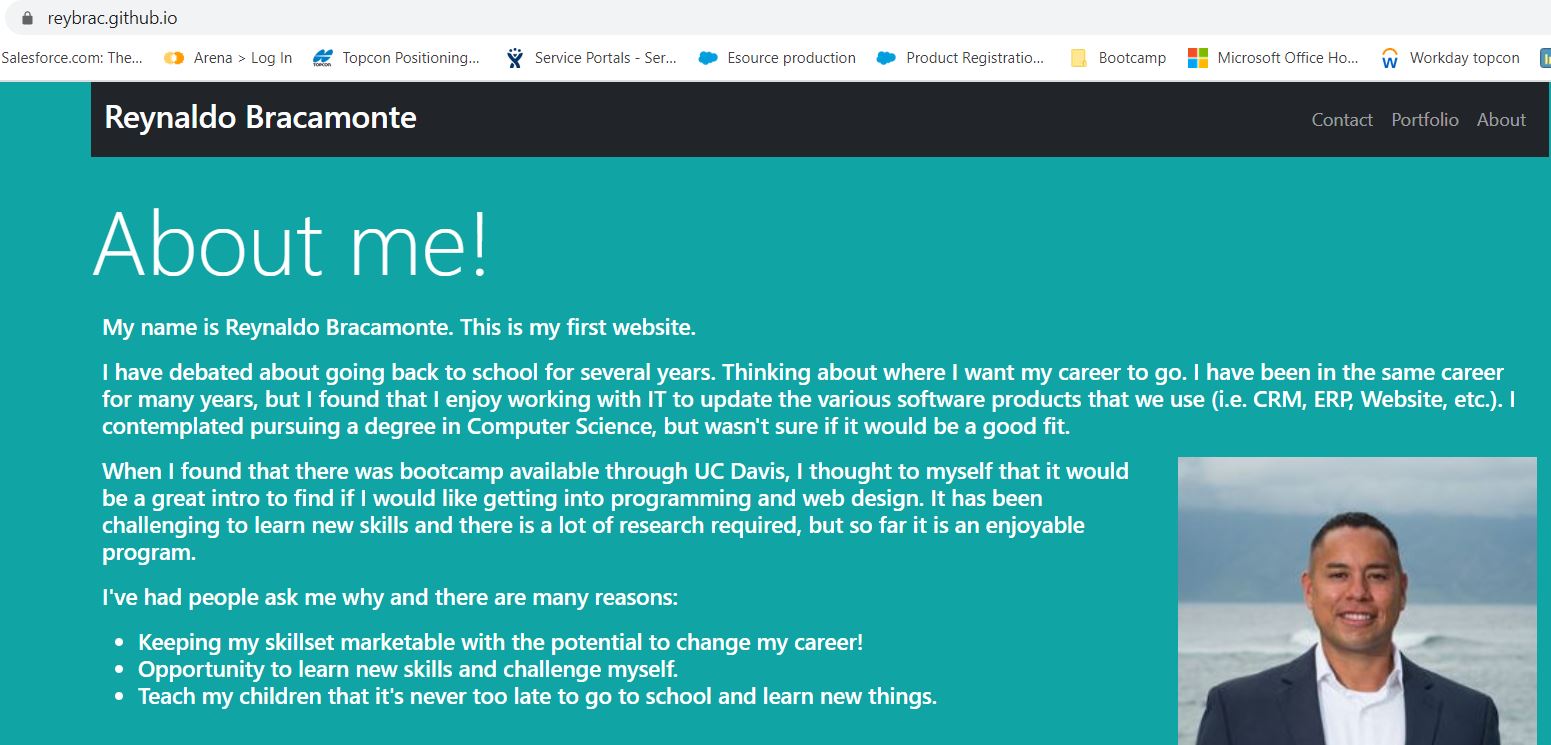 reybrac.github.io
Salesforce.com: The... Arena > Log In TOPCON Topcon Positioning... Service Portals - Ser... Esource production Product Registratio... Bootcamp Microsoft Office Ho... Workday topcon
Reynaldo Bracamonte Contact Portfolio About
About me!
My name is Reynaldo Bracamonte. This is my first website.
I have debated about going back to school for several years. Thinking about where I want my career to go. I have been in the same career
for many years, but I found that I enjoy working with IT to update the various software products that we use (i.e. CRM, ERP, Website, etc.). I
contemplated pursuing a degree in Computer Science, but wasn't sure if it would be a good fit.
When I found that there was bootcamp available through UC Davis, I thought to myself that it would
be a great intro to find if I would like getting into programming and web design. It has been
challenging to learn new skills and there is a lot of research required, but so far it is an enjoyable
program.
I've had people ask me why and there are many reasons:
• Keeping my skillset marketable with the potential to change my career!
• Opportunity to learn new skills and challenge myself.
• Teach my children that it's never too late to go to school and learn new things.